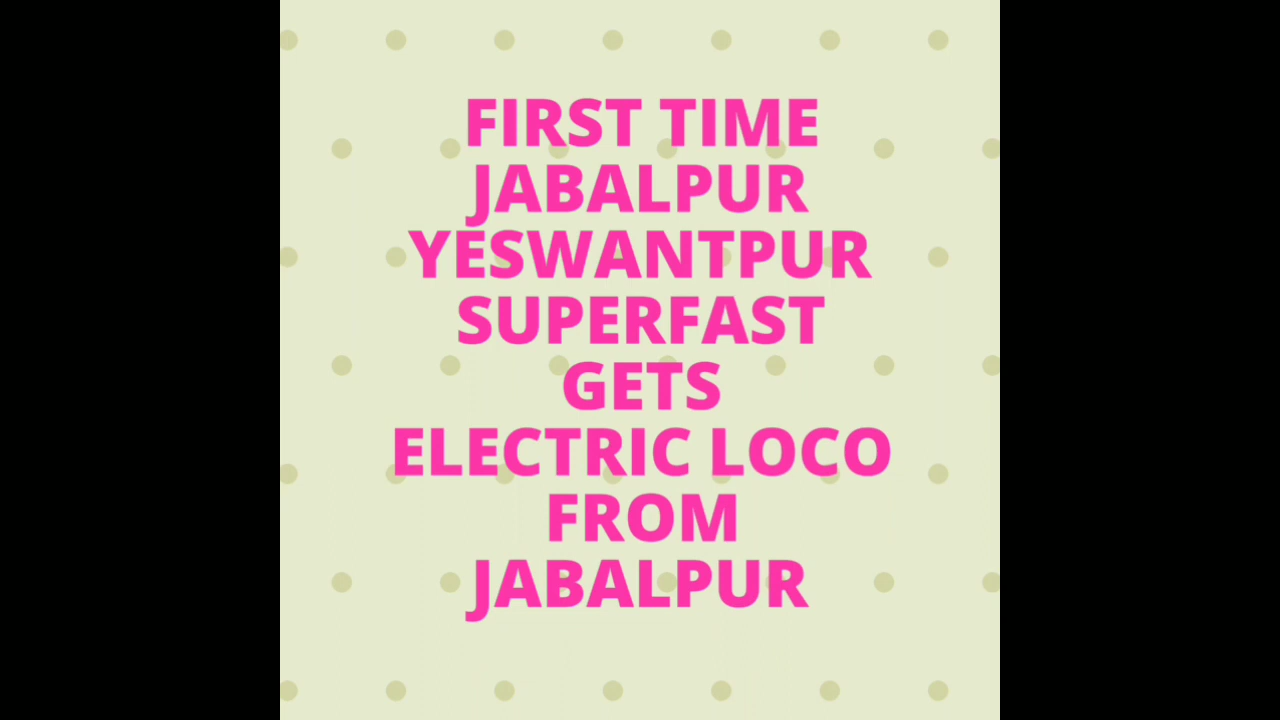 FIRST TIME
JABALPUR
YESWANTPUR
SUPERFAST
GETS
ELECTRIC LOCO
FROM
JABALPUR